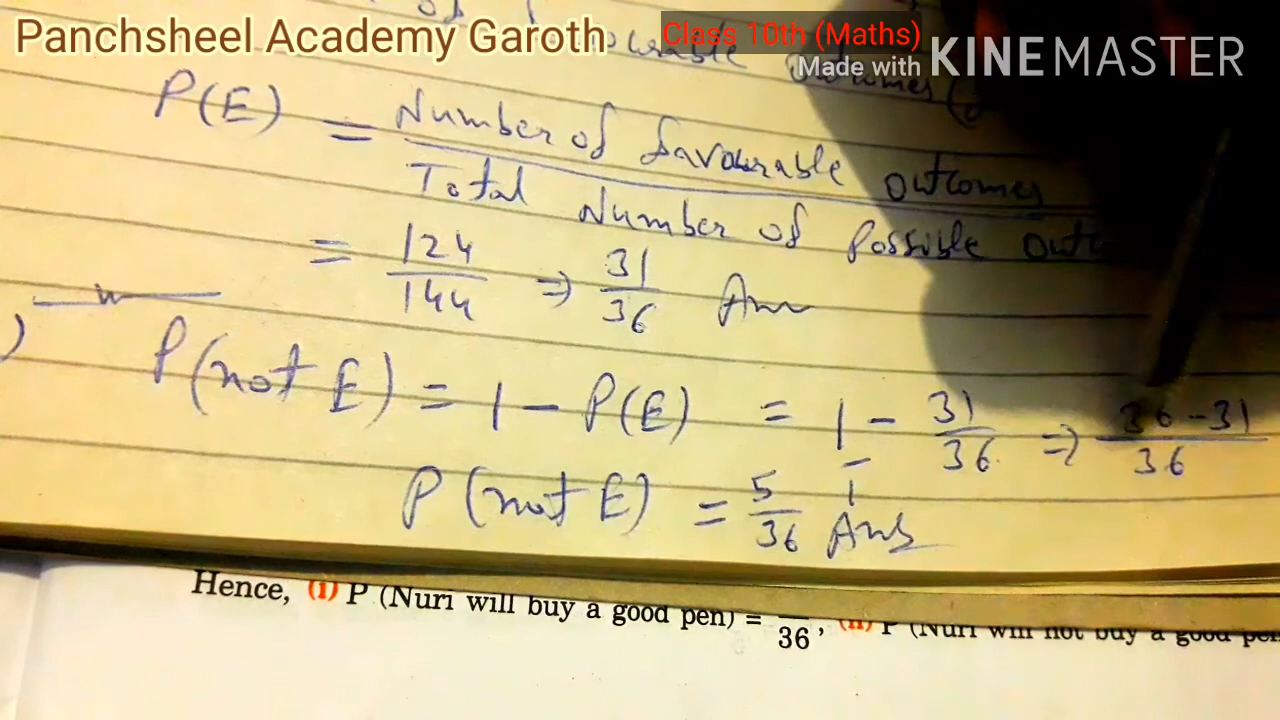 Panchsheel Academy Garoth
Class 10th (Maths)
Made with KINEMASTER
P(E) = Number of favourable outcomes
Total Number of Possible
= 124/144 ⇒ 31/36 Ans
P(not E) = 1 - P(E) = 1/1 - 31/36 ⇒ 36-31/36
P(not E) = 5/36 Ans
Hence, (i) P (Nuri will buy a good pen) = 36, (ii) P (Nuri will not buy a good pen